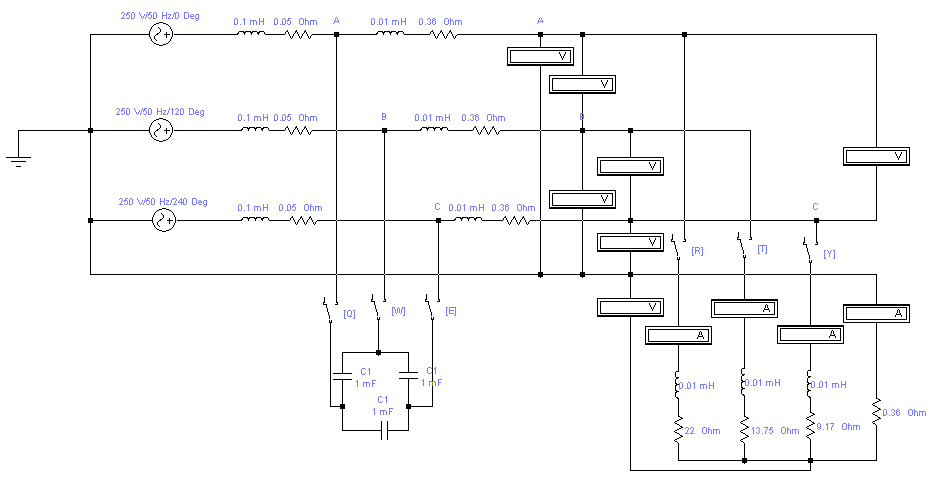 250 V/50 Hz/0 Deg
0.1 mH 0.05 Ohm
A
0.01 mH 0.36 Ohm
A
V
V
250 V/50 Hz/120 Deg
0.1 mH 0.05 Ohm
B
0.01 mH 0.36 Ohm
B
V
V
250 V/50 Hz/240 Deg
0.1 mH 0.05 Ohm
C
0.01 mH 0.36 Ohm
V
C
V
[R]
[T]
[Y]
[Q]
[W]
[E]
V
A
A
A
A
C1
1 mF
C1
1 mF
C1
1 mF
0.01 mH
0.01 mH
0.01 mH
22 Ohm
13.75 Ohm
9.17 Ohm
0.36 Ohm